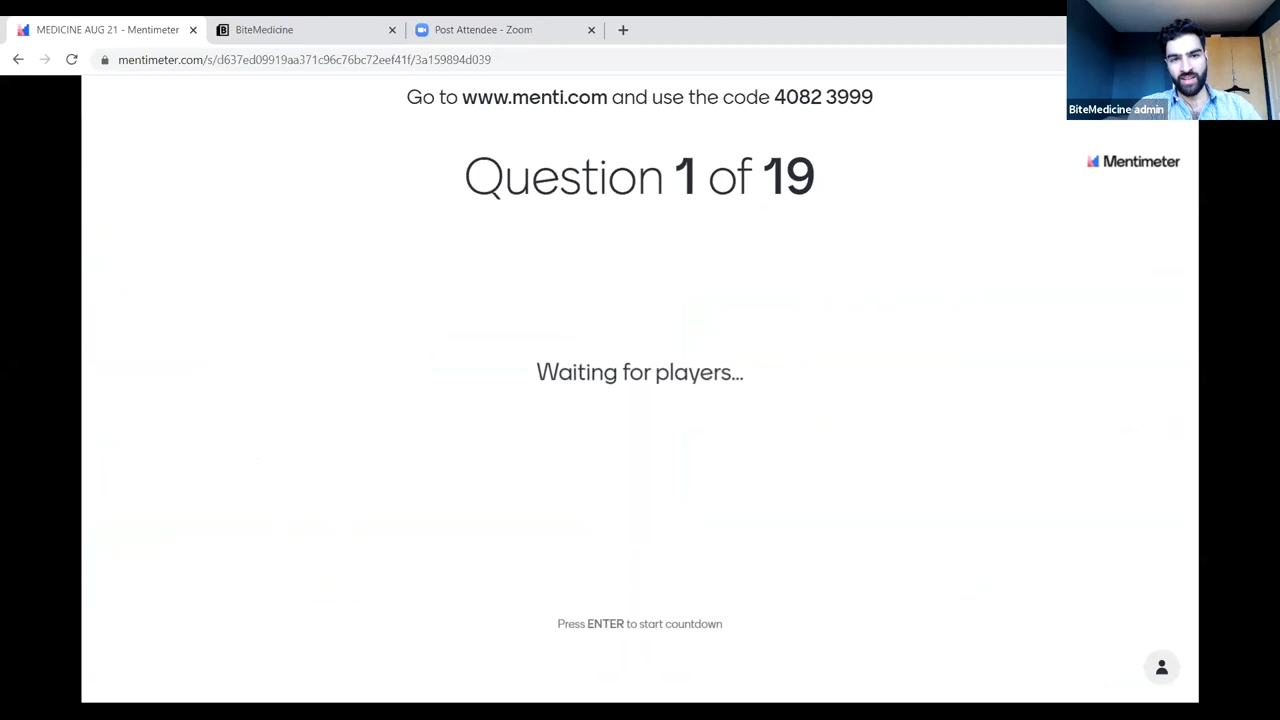 MEDICINE AUG 21 - Mentimeter
BiteMedicine
Post Attendee - Zoom
mentimeter.com/s/d637ed09919aa371c96c76bc72eef41f/3a159894d039
BiteMedicine admin
Go to www.menti.com and use the code 4082 3999
Mentimeter
Question 1 of 19
Waiting for players...
Press ENTER to start countdown